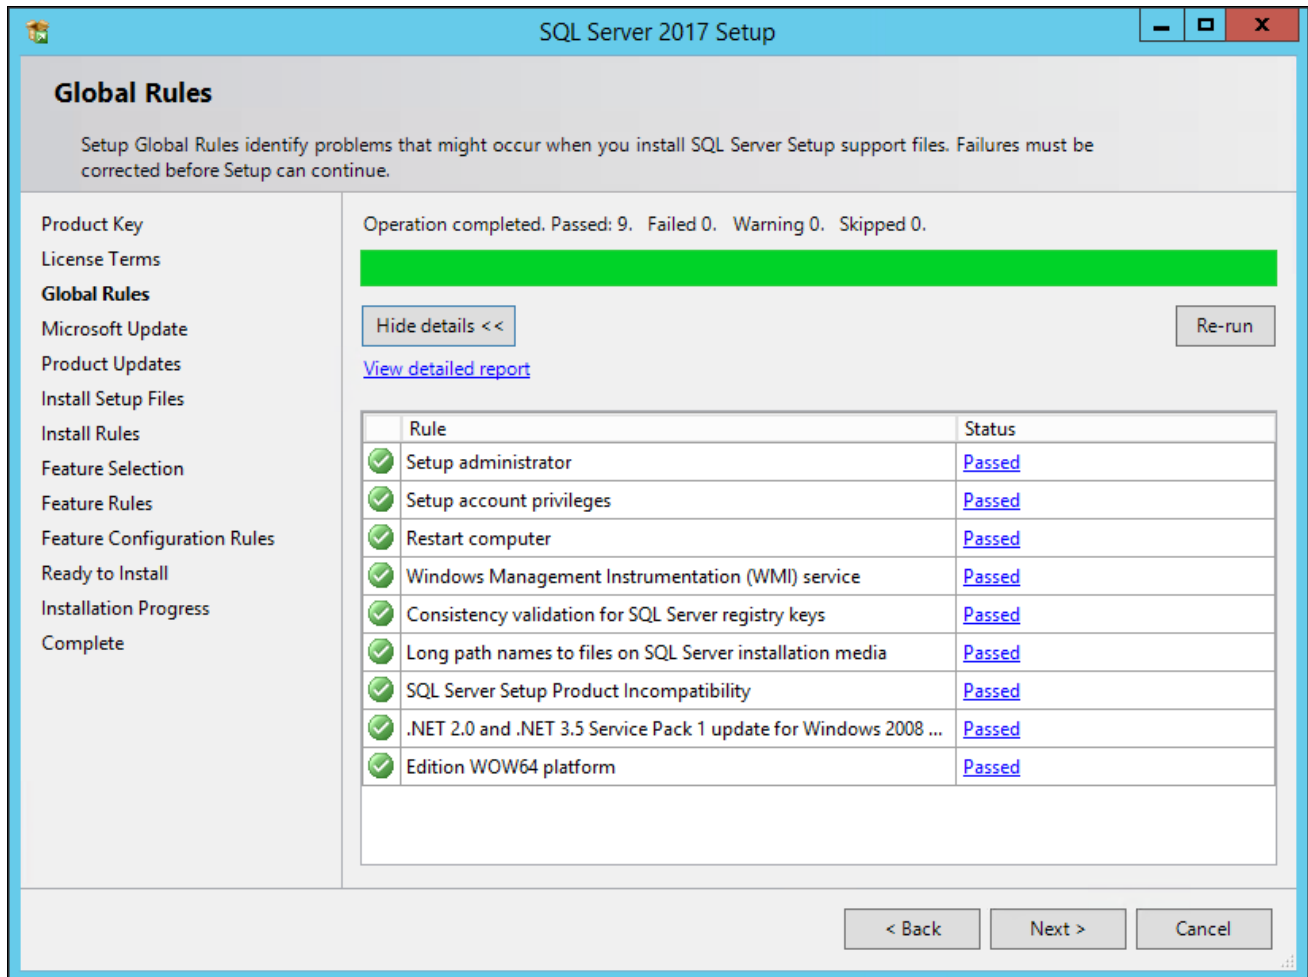 SQL Server 2017 Setup
Global Rules
Setup Global Rules identify problems that might occur when you install SQL Server Setup support files. Failures must be
corrected before Setup can continue.
Product Key
License Terms
Global Rules
Microsoft Update
Product Updates
Install Setup Files
Install Rules
Feature Selection
Feature Rules
Feature Configuration Rules
Ready to Install
Installation Progress
Complete
Operation completed. Passed: 9.   Failed 0.   Warning 0.   Skipped 0.
Hide details <<
Re-run
View detailed report
Rule Status
Setup administrator Passed
Setup account privileges Passed
Restart computer Passed
Windows Management Instrumentation (WMI) service Passed
Consistency validation for SQL Server registry keys Passed
Long path names to files on SQL Server installation media Passed
SQL Server Setup Product Incompatibility Passed
.NET 2.0 and .NET 3.5 Service Pack 1 update for Windows 2008 ... Passed
Edition WOW64 platform Passed
< Back Next > Cancel